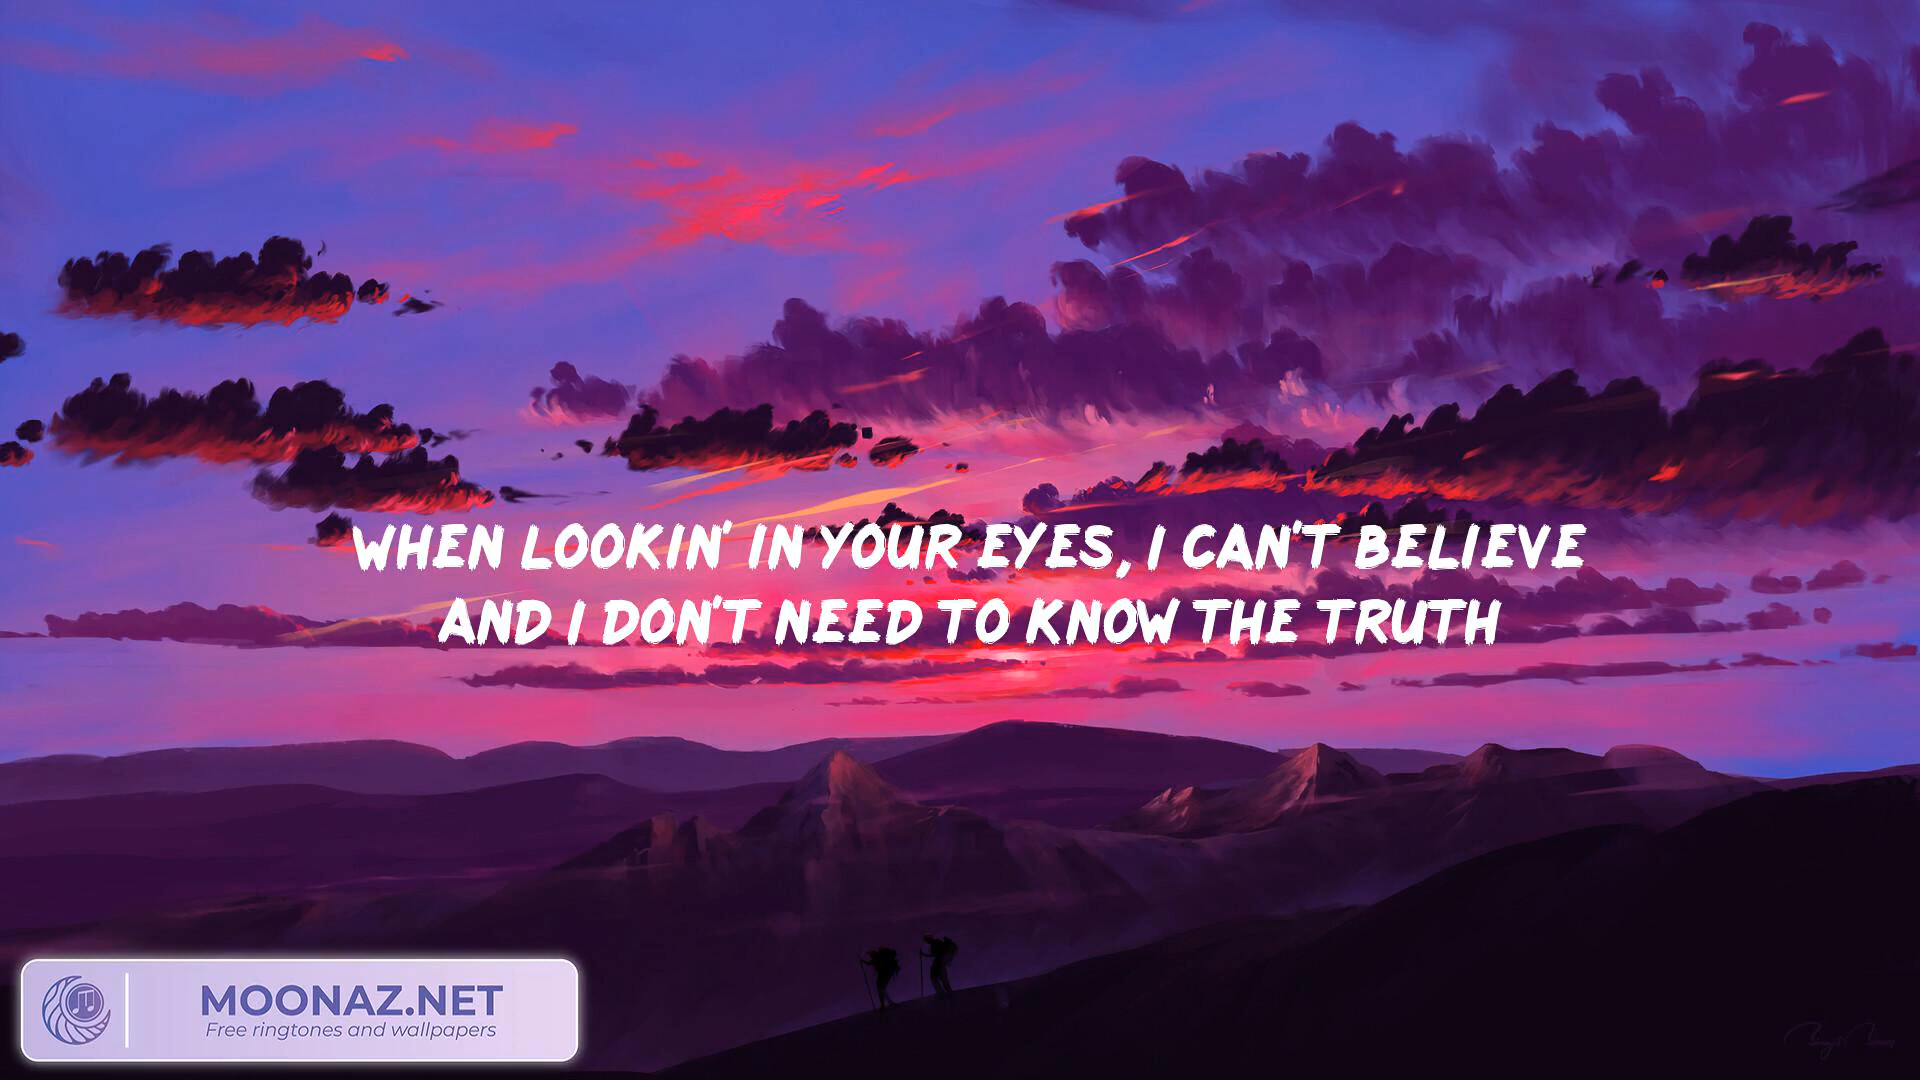 WHEN LOOKIN' IN YOUR EYES, I CAN'T BELIEVE
AND I DON'T NEED TO KNOW THE TRUTH
MOONAZ.NET
Free ringtones and wallpapers